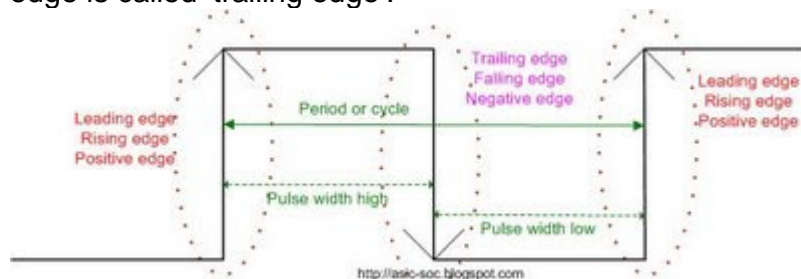 edge is called 'trailing edge'.
Trailing edge
Falling edge
Negative edge
Leading edge
Rising edge
Positive edge
Period or cycle
Leading edge
Rising edge
Positive edge
Pulse width high
Pulse width low
http://asic-soc.blogspot.com